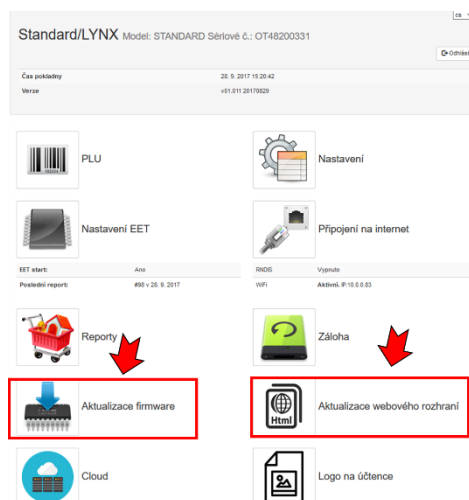 cs
Standard/LYNX Model: STANDARD Sériové č.: OT48200331
Odhlásit
Čas pokladny 28. 9. 2017 15:20:42
Verze v01.011 20170829
PLU
Nastavení
Nastavení EET
Připojení na internet
EET start: Ano
RNDIS Vypnuto
Poslední report: #98 v 28. 9. 2017
WiFi Aktivní. IP:10.0.0.83
Reporty
Záloha
Aktualizace firmware
Html
Aktualizace webového rozhraní
Cloud
Logo na účtence